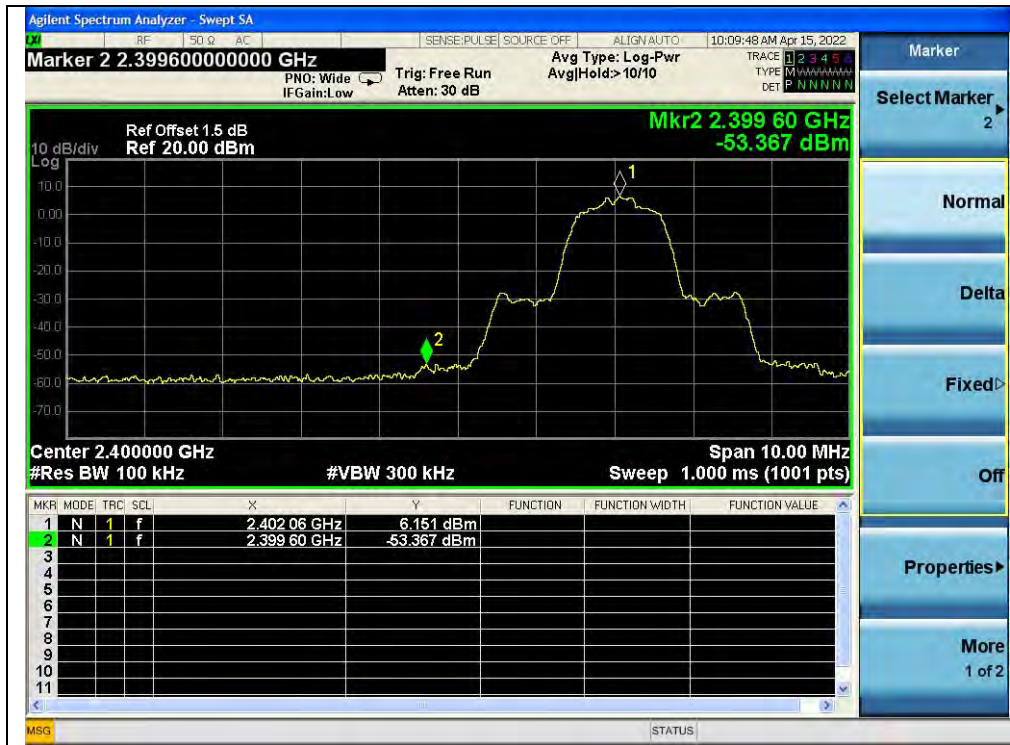 Agilent Spectrum Analyzer - Swept SA
LXI RF 50 Ω AC SENSE:PULSE SOURCE OFF ALIGN AUTO 10:09:48 AM Apr 15, 2022
Marker 2 2.399600000000 GHz
PNO: Wide
IFGain:Low
Trig: Free Run
Atten: 30 dB
Avg Type: Log-Pwr
Avg|Hold:>10/10
TRACE 1 2 3 4 5 6
TYPE M
DET P N N N N N
Ref Offset 1.5 dB
10 dB/div Ref 20.00 dBm
Log
Mkr2 2.399 60 GHz
-53.367 dBm
10.0
0.00
-10.0
-20.0
-30.0
-40.0
-50.0
-60.0
-70.0
1
2
Center 2.400000 GHz Span 10.00 MHz
#Res BW 100 kHz #VBW 300 kHz Sweep 1.000 ms (1001 pts)
MKR MODE TRC SCL X Y FUNCTION FUNCTION WIDTH FUNCTION VALUE
1 N 1 f 2.402 06 GHz 6.151 dBm
2 N 1 f 2.399 60 GHz -53.367 dBm
3
4
5
6
7
8
9
10
11
MSG STATUS
Marker
Select Marker
2
Normal
Delta
Fixed
Off
Properties
More
1 of 2